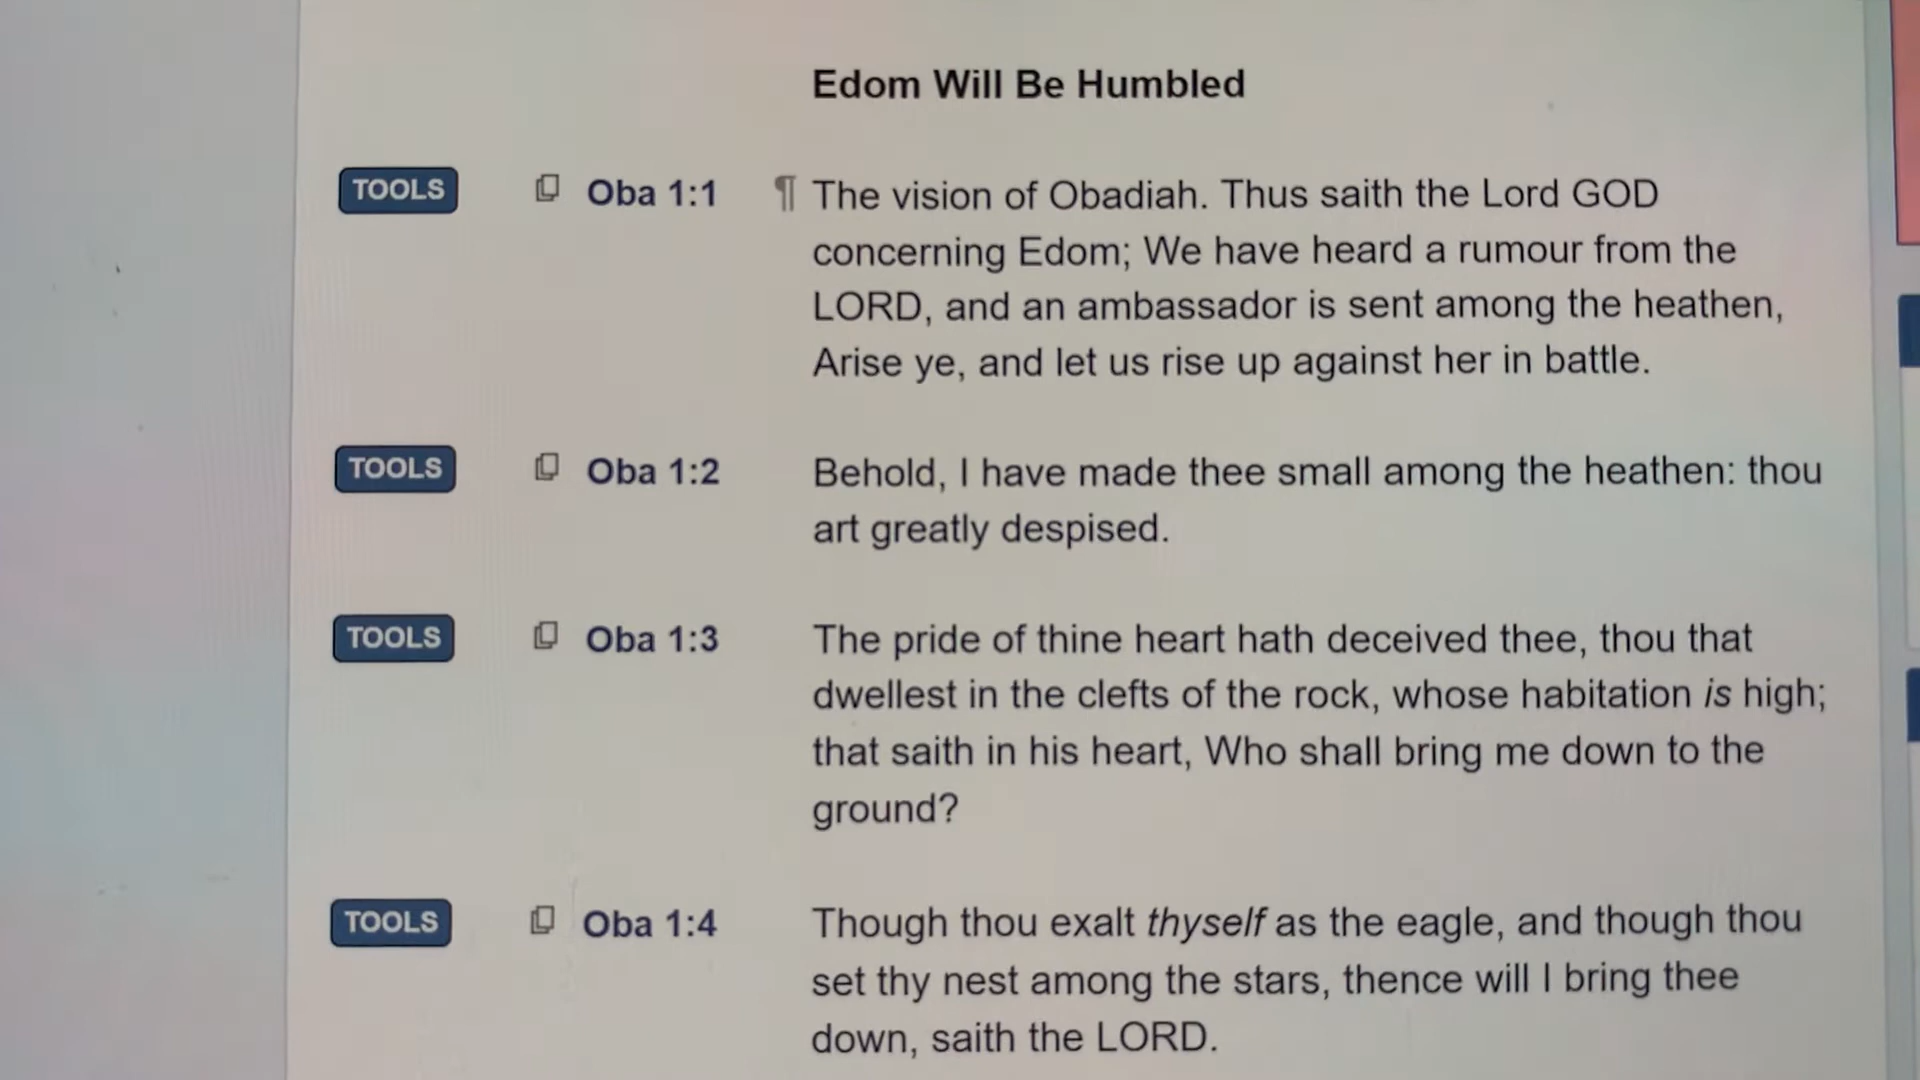 Edom Will Be Humbled
TOOLS Oba 1:1 ¶ The vision of Obadiah. Thus saith the Lord GOD
concerning Edom; We have heard a rumour from the
LORD, and an ambassador is sent among the heathen,
Arise ye, and let us rise up against her in battle.
TOOLS Oba 1:2 Behold, I have made thee small among the heathen: thou
art greatly despised.
TOOLS Oba 1:3 The pride of thine heart hath deceived thee, thou that
dwellest in the clefts of the rock, whose habitation is high;
that saith in his heart, Who shall bring me down to the
ground?
TOOLS Oba 1:4 Though thou exalt thyself as the eagle, and though thou
set thy nest among the stars, thence will I bring thee
down, saith the LORD.